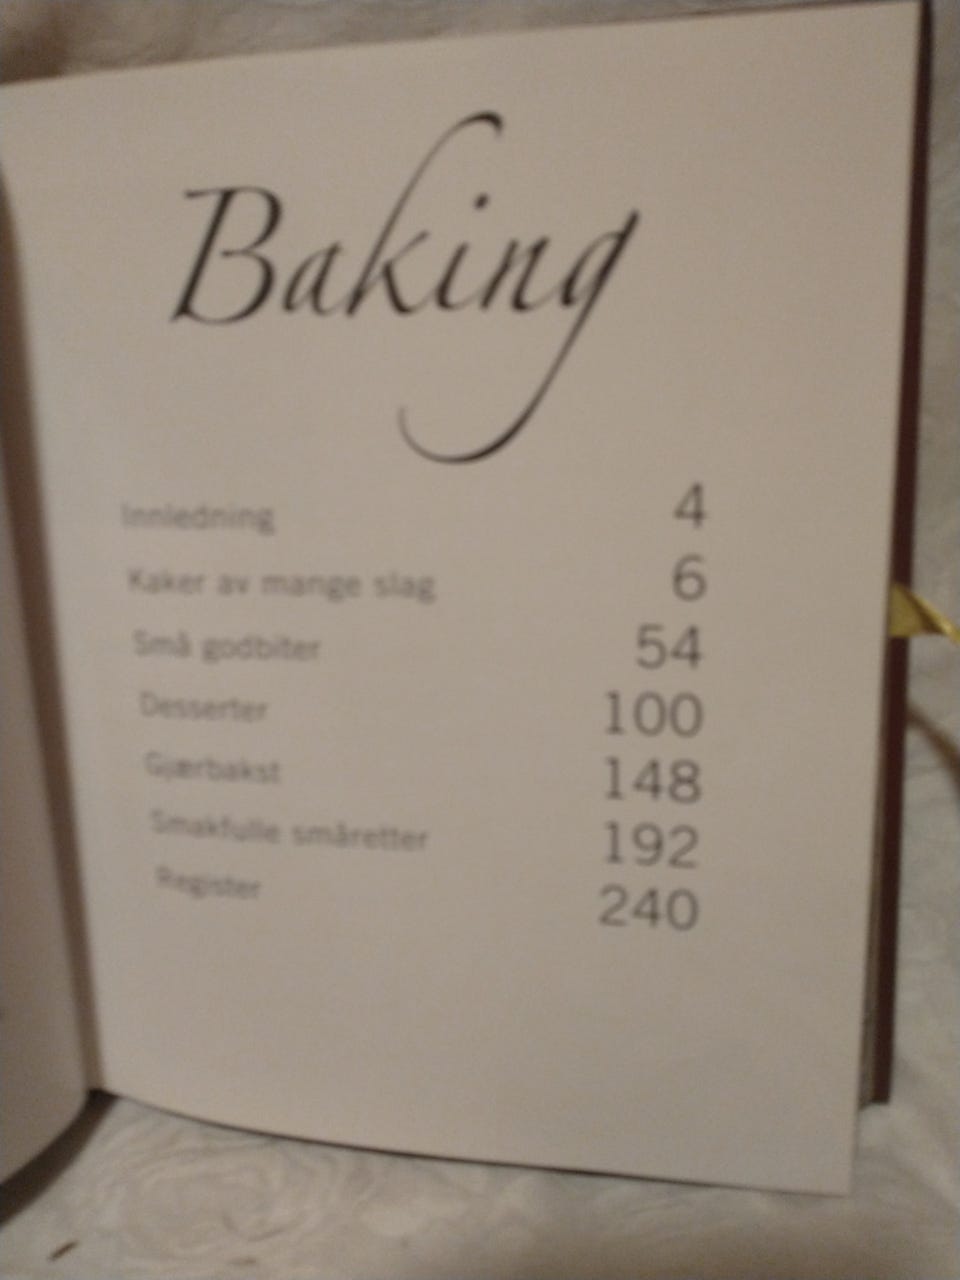 Baking
Innledning 4
Kaker av mange slag 6
Små godbiter 54
Desserter 100
Gjærbakst 148
Smakfulle småretter 192
Register 240